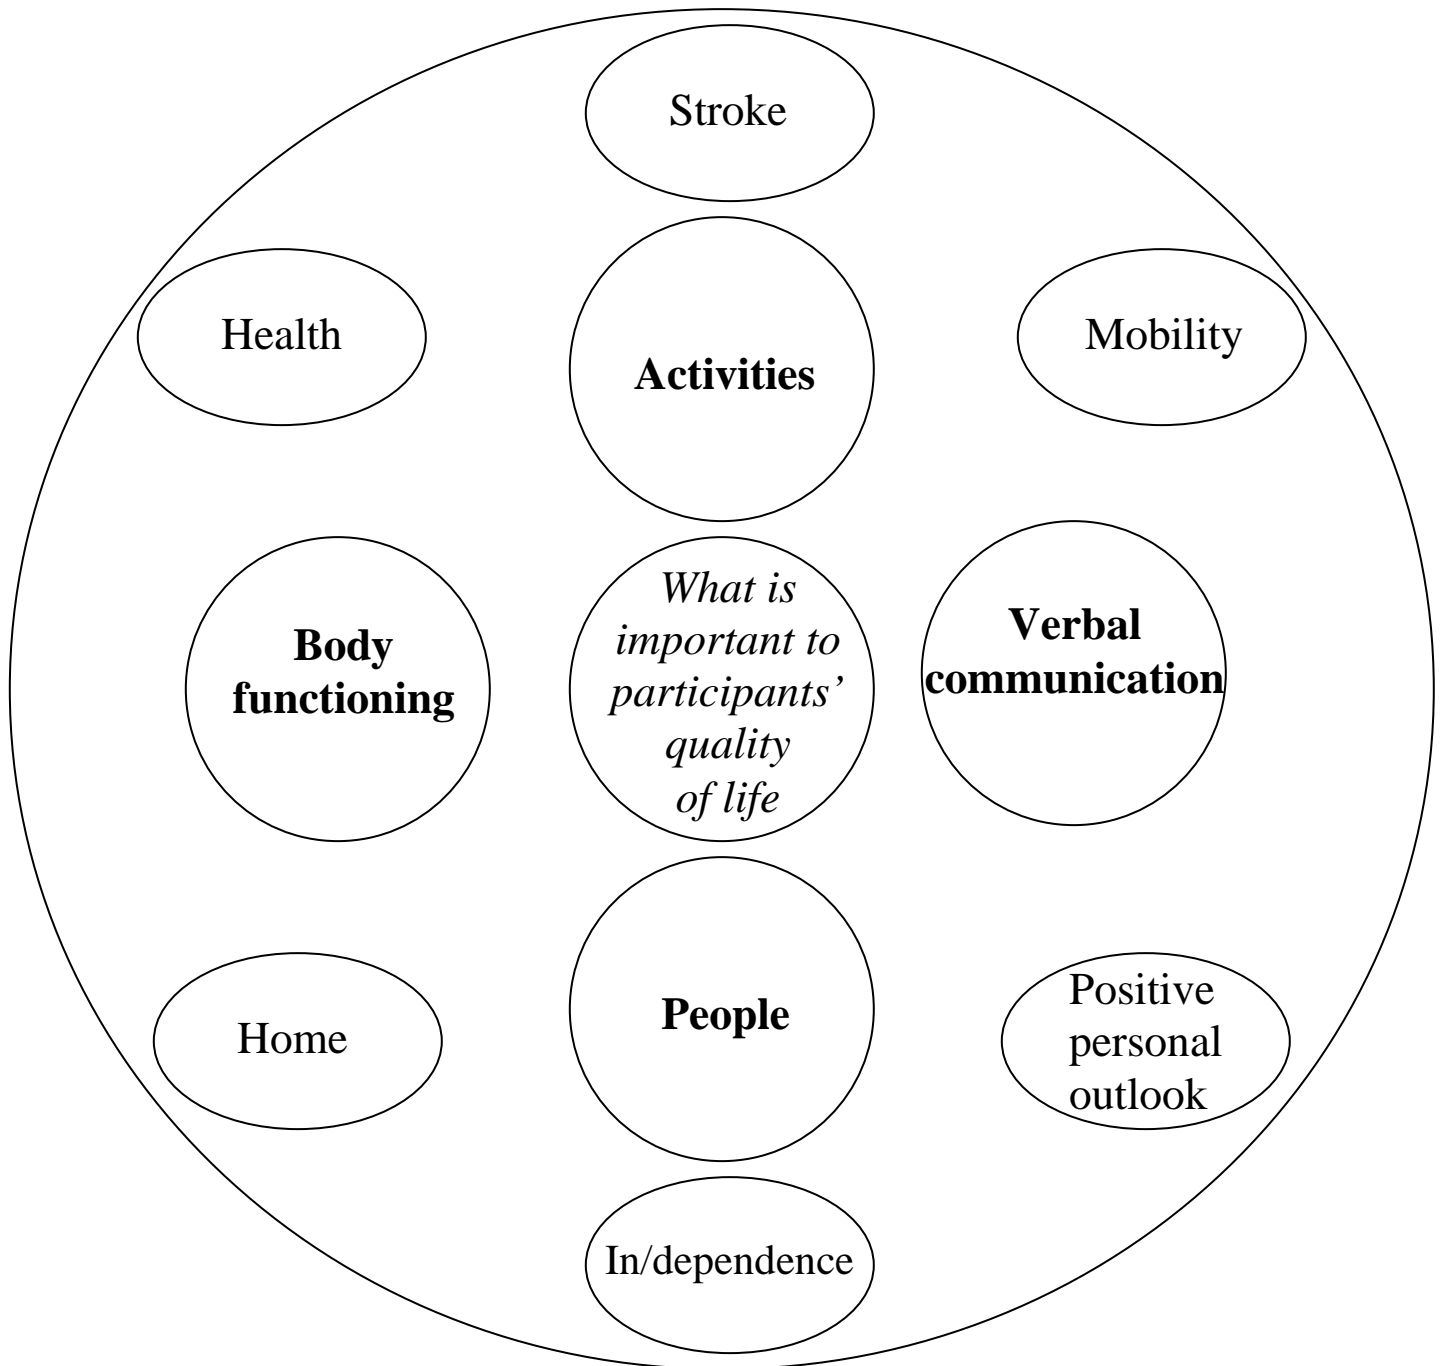 Stroke
Health
Mobility
Activities
What is
important to
participants’
quality
of life
Body
functioning
Verbal
communication
People
Home
Positive
personal
outlook
In/dependence